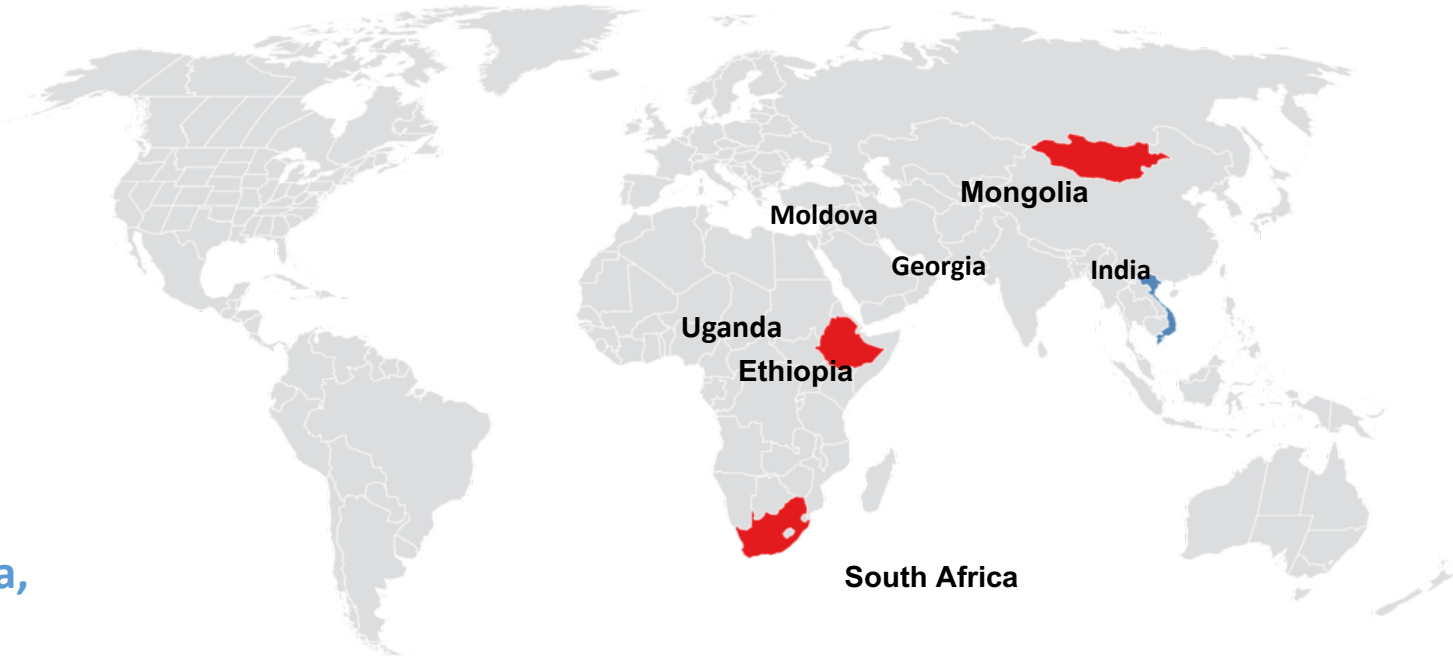 Mongolia
Moldova
Georgia
India
Uganda
Ethiopia
South Africa
a,